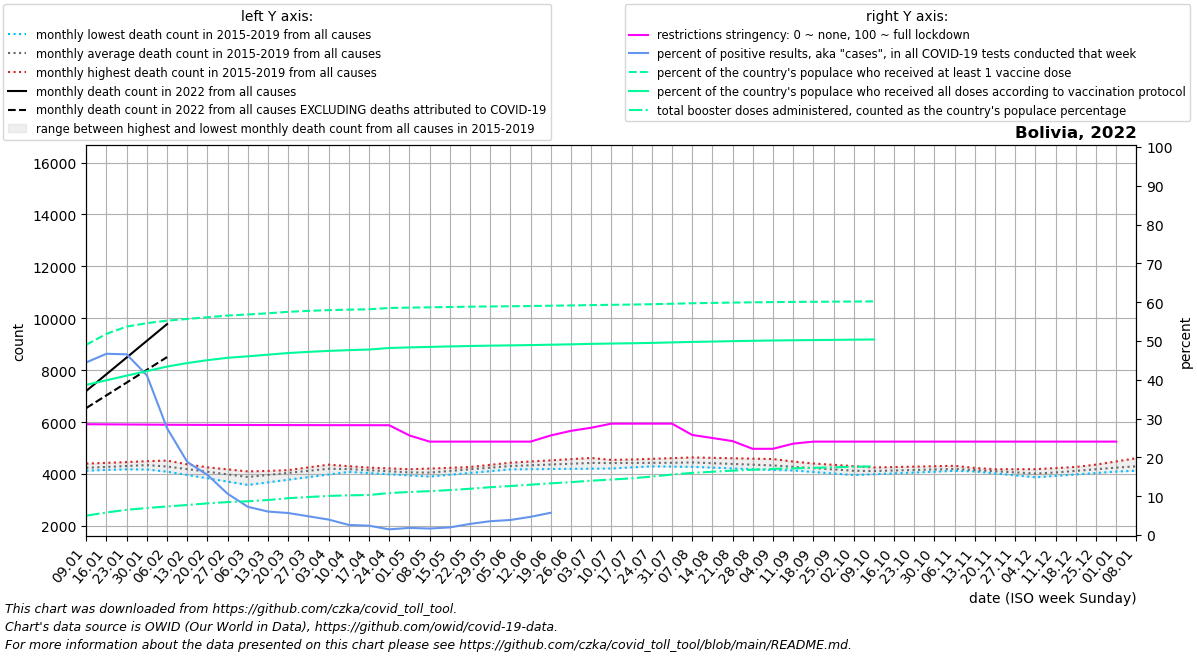 left Y axis:
monthly lowest death count in 2015-2019 from all causes
monthly average death count in 2015-2019 from all causes
monthly highest death count in 2015-2019 from all causes
monthly death count in 2022 from all causes
monthly death count in 2022 from all causes EXCLUDING deaths attributed to COVID-19
range between highest and lowest monthly death count from all causes in 2015-2019
right Y axis:
restrictions stringency: 0 ~ none, 100 ~ full lockdown
percent of positive results, aka "cases", in all COVID-19 tests conducted that week
percent of the country's populace who received at least 1 vaccine dose
percent of the country's populace who received all doses according to vaccination protocol
total booster doses administered, counted as the country's populace percentage
Bolivia, 2022
count
16000
14000
12000
10000
8000
6000
4000
2000
100
90
80
70
60
50
40
30
20
10
0
percent
09.01 16.01 23.01 30.01 06.02 13.02 20.02 27.02 06.03 13.03 20.03 27.03 03.04 10.04 17.04 24.04 01.05 08.05 15.05 22.05 29.05 05.06 12.06 19.06 26.06 03.07 10.07 17.07 24.07 31.07 07.08 14.08 21.08 28.08 04.09 11.09 18.09 25.09 02.10 09.10 16.10 23.10 30.10 06.11 13.11 20.11 27.11 04.12 11.12 18.12 25.12 01.01 08.01
date (ISO week Sunday)
This chart was downloaded from https://github.com/czka/covid_toll_tool.
Chart's data source is OWID (Our World in Data), https://github.com/owid/covid-19-data.
For more information about the data presented on this chart please see https://github.com/czka/covid_toll_tool/blob/main/README.md.